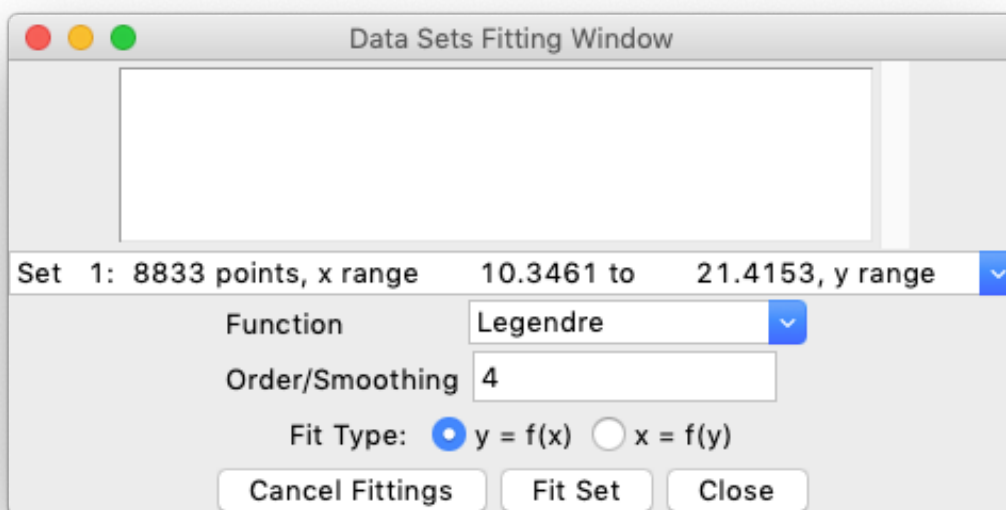 Data Sets Fitting Window
Set 1: 8833 points, x range 10.3461 to 21.4153, y range
Function Legendre
Order/Smoothing 4
Fit Type: y = f(x) x = f(y)
Cancel Fittings Fit Set Close